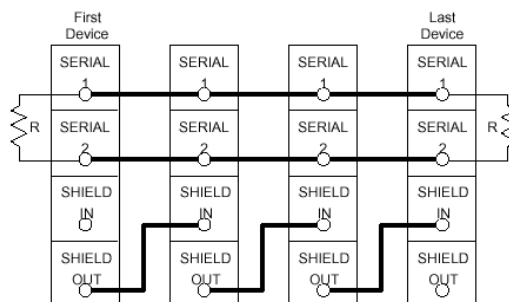 First
Device
Last
Device
SERIAL
1
SERIAL
1
SERIAL
1
SERIAL
1
R
R
SERIAL
2
SERIAL
2
SERIAL
2
SERIAL
2
SHIELD
IN
SHIELD
IN
SHIELD
IN
SHIELD
IN
SHIELD
OUT
SHIELD
OUT
SHIELD
OUT
SHIELD
OUT